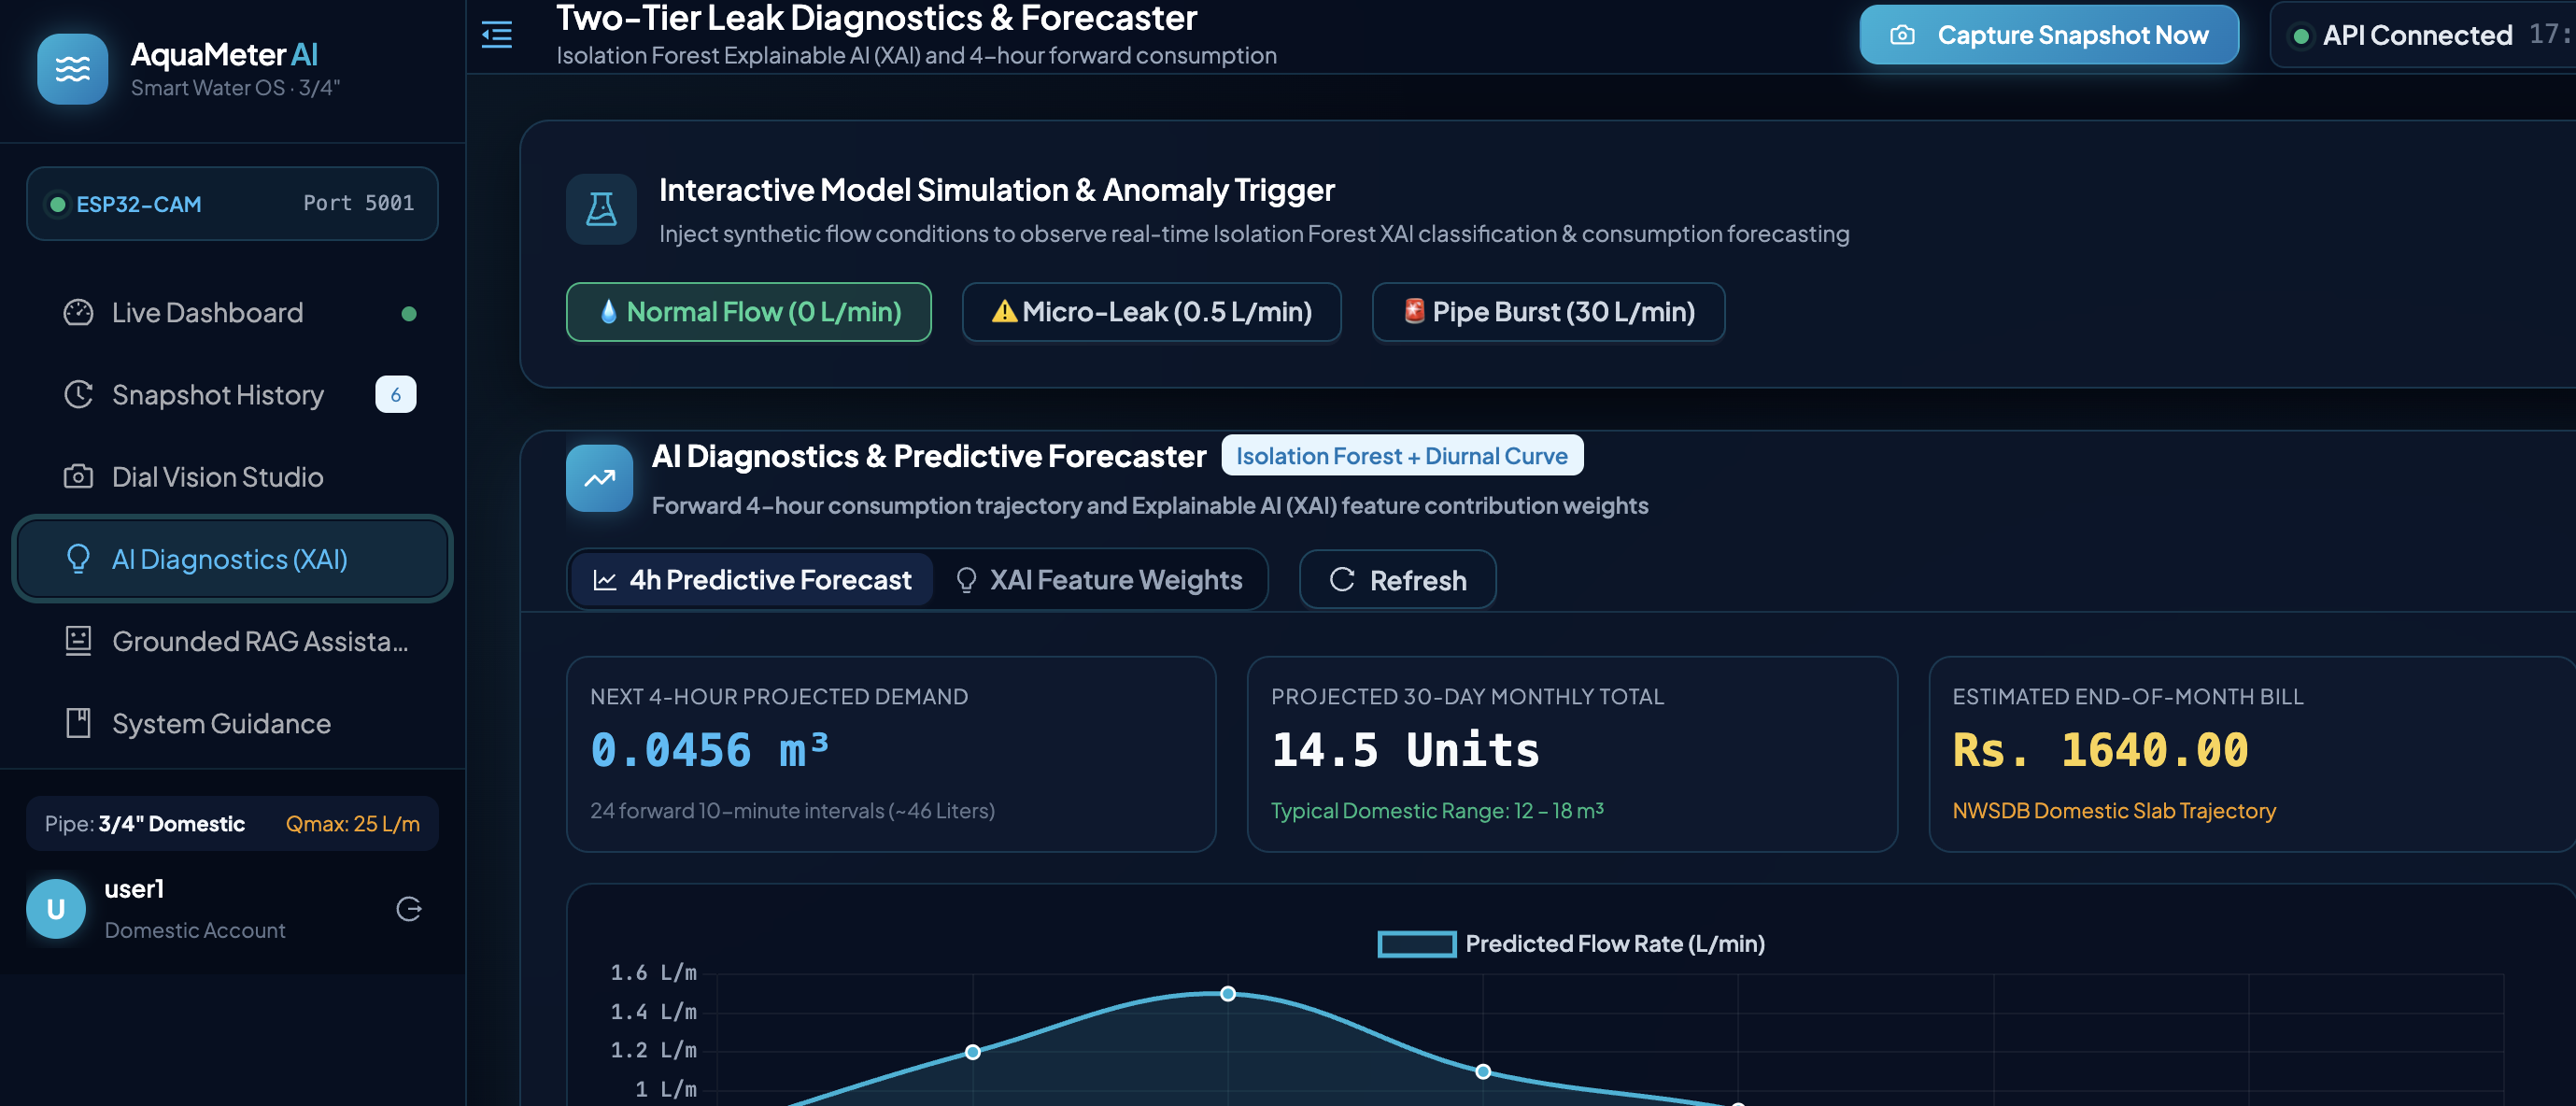 AquaMeter AI
Smart Water OS · 3/4"
ESP32-CAM
Port 5001
Live Dashboard
Snapshot History
6
Dial Vision Studio
AI Diagnostics (XAI)
Grounded RAG Assista...
System Guidance
Pipe: 3/4" Domestic
Qmax: 25 L/m
U
user1
Domestic Account
Two-Tier Leak Diagnostics & Forecaster
Isolation Forest Explainable AI (XAI) and 4-hour forward consumption
Capture Snapshot Now
API Connected 17:
Interactive Model Simulation & Anomaly Trigger
Inject synthetic flow conditions to observe real-time Isolation Forest XAI classification & consumption forecasting
💧 Normal Flow (0 L/min)
⚠️ Micro-Leak (0.5 L/min)
🚨 Pipe Burst (30 L/min)
AI Diagnostics & Predictive Forecaster
Isolation Forest + Diurnal Curve
Forward 4-hour consumption trajectory and Explainable AI (XAI) feature contribution weights
4h Predictive Forecast
XAI Feature Weights
Refresh
NEXT 4-HOUR PROJECTED DEMAND
0.0456 m³
24 forward 10-minute intervals (~46 Liters)
PROJECTED 30-DAY MONTHLY TOTAL
14.5 Units
Typical Domestic Range: 12 – 18 m³
ESTIMATED END-OF-MONTH BILL
Rs. 1640.00
NWSDB Domestic Slab Trajectory
Predicted Flow Rate (L/min)
1.6 L/m
1.4 L/m
1.2 L/m
1 L/m